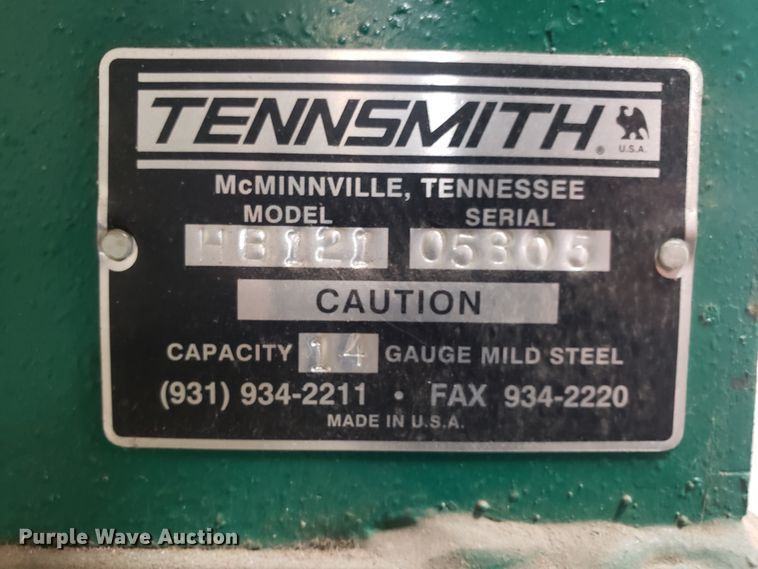 TENNSMITH®
U.S.A.
McMINNVILLE, TENNESSEE
MODEL SERIAL
HB121 05305
CAUTION
CAPACITY 14 GAUGE MILD STEEL
(931) 934-2211 • FAX 934-2220
MADE IN U.S.A.
Purple Wave Auction